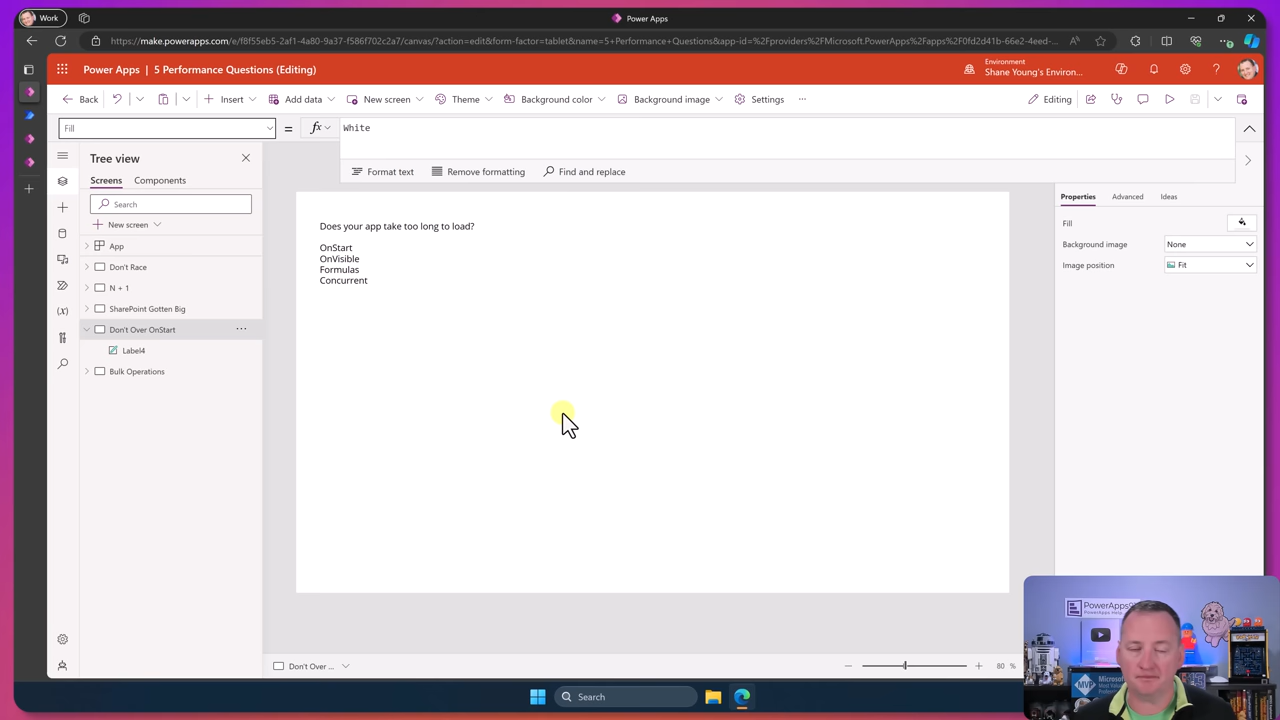 Work
Power Apps
https://make.powerapps.com/e/f8f55eb5-2af1-4a80-9a37-f586f702c2a7/canvas/?action=edit&form-factor=tablet&name=5+Performance+Questions&app-id=%2Fproviders%2FMicrosoft.PowerApps%2Fapps%2F0fd2d41b-66e2-4eed-...
Power Apps | 5 Performance Questions (Editing)
Environment
Shane Young's Environ...
Back
Insert
Add data
New screen
Theme
Background color
Background image
Settings
Editing
Fill
=
fx
White
Format text
Remove formatting
Find and replace
Tree view
Screens
Components
Search
New screen
App
Don't Race
N + 1
SharePoint Gotten Big
Don't Over OnStart
Label4
Bulk Operations
Does your app take too long to load?
OnStart
OnVisible
Formulas
Concurrent
Properties
Advanced
Ideas
Fill
Background image
None
Image position
Fit
Don't Over ...
80 %
Search
PowerApps
Microsoft
MVP